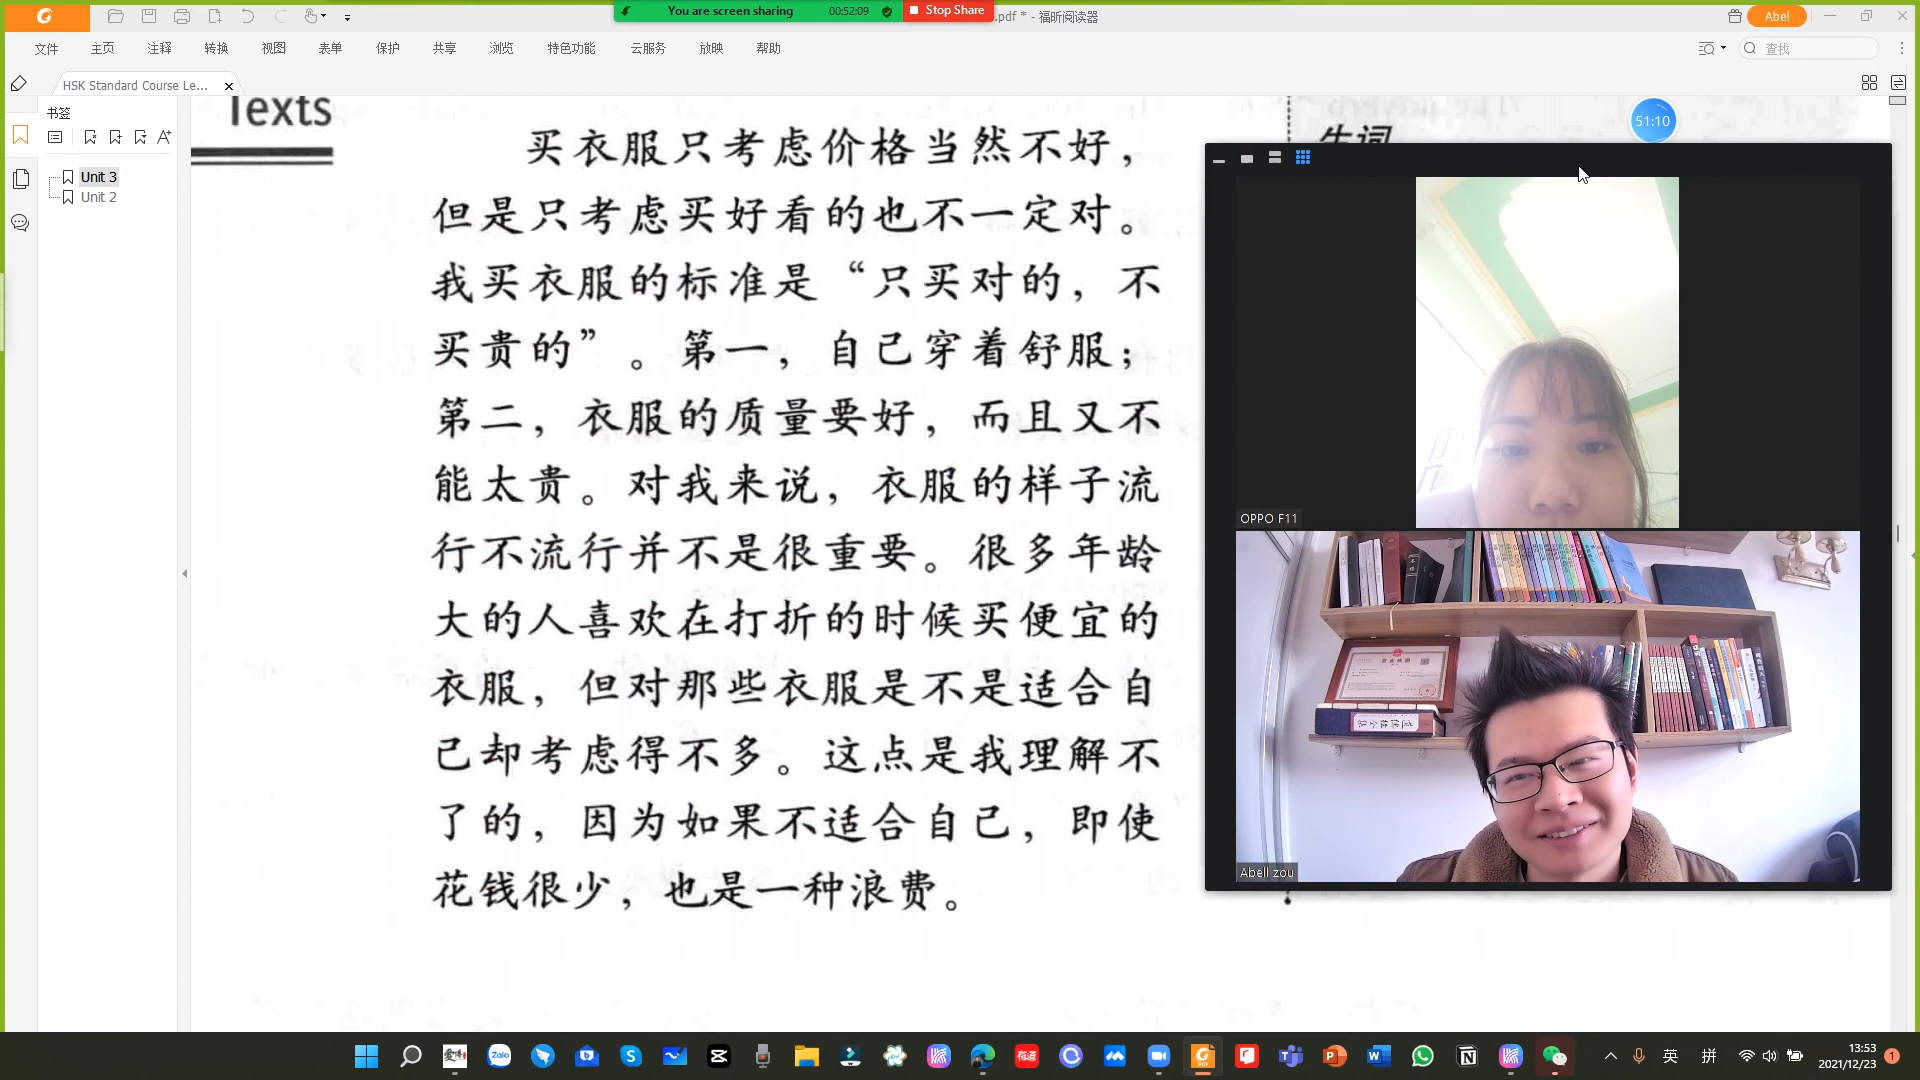 You are screen sharing 00:52:09 Stop Share
.pdf * - 福昕阅读器
Abel
文件 主页 注释 转换 视图 表单 保护 共享 浏览 特色功能 云服务 放映 帮助
查找
HSK Standard Course Le...
书签
Unit 3
Unit 2
Texts
生词
51:10
买衣服只考虑价格当然不好，
但是只考虑买好看的也不一定对。
我买衣服的标准是“只买对的，不
买贵的”。第一，自己穿着舒服；
第二，衣服的质量要好，而且又不
能太贵。对我来说，衣服的样子流
行不流行并不是很重要。很多年龄
大的人喜欢在打折的时候买便宜的
衣服，但对那些衣服是不是适合自
己却考虑得不多。这点是我理解不
了的，因为如果不适合自己，即使
花钱很少，也是一种浪费。
OPPO F11
Abell zou
Zalo
有道
英 拼
13:53
2021/12/23
1